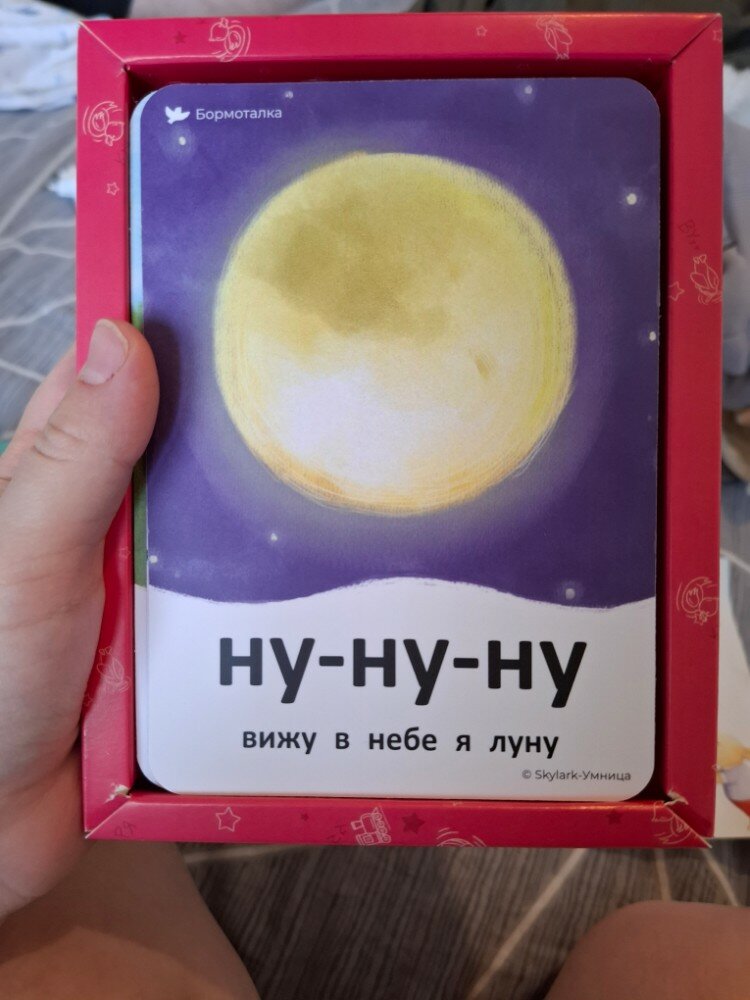 Бормоталка
ну-ну-ну
вижу в небе я луну
© Skylark-Умница